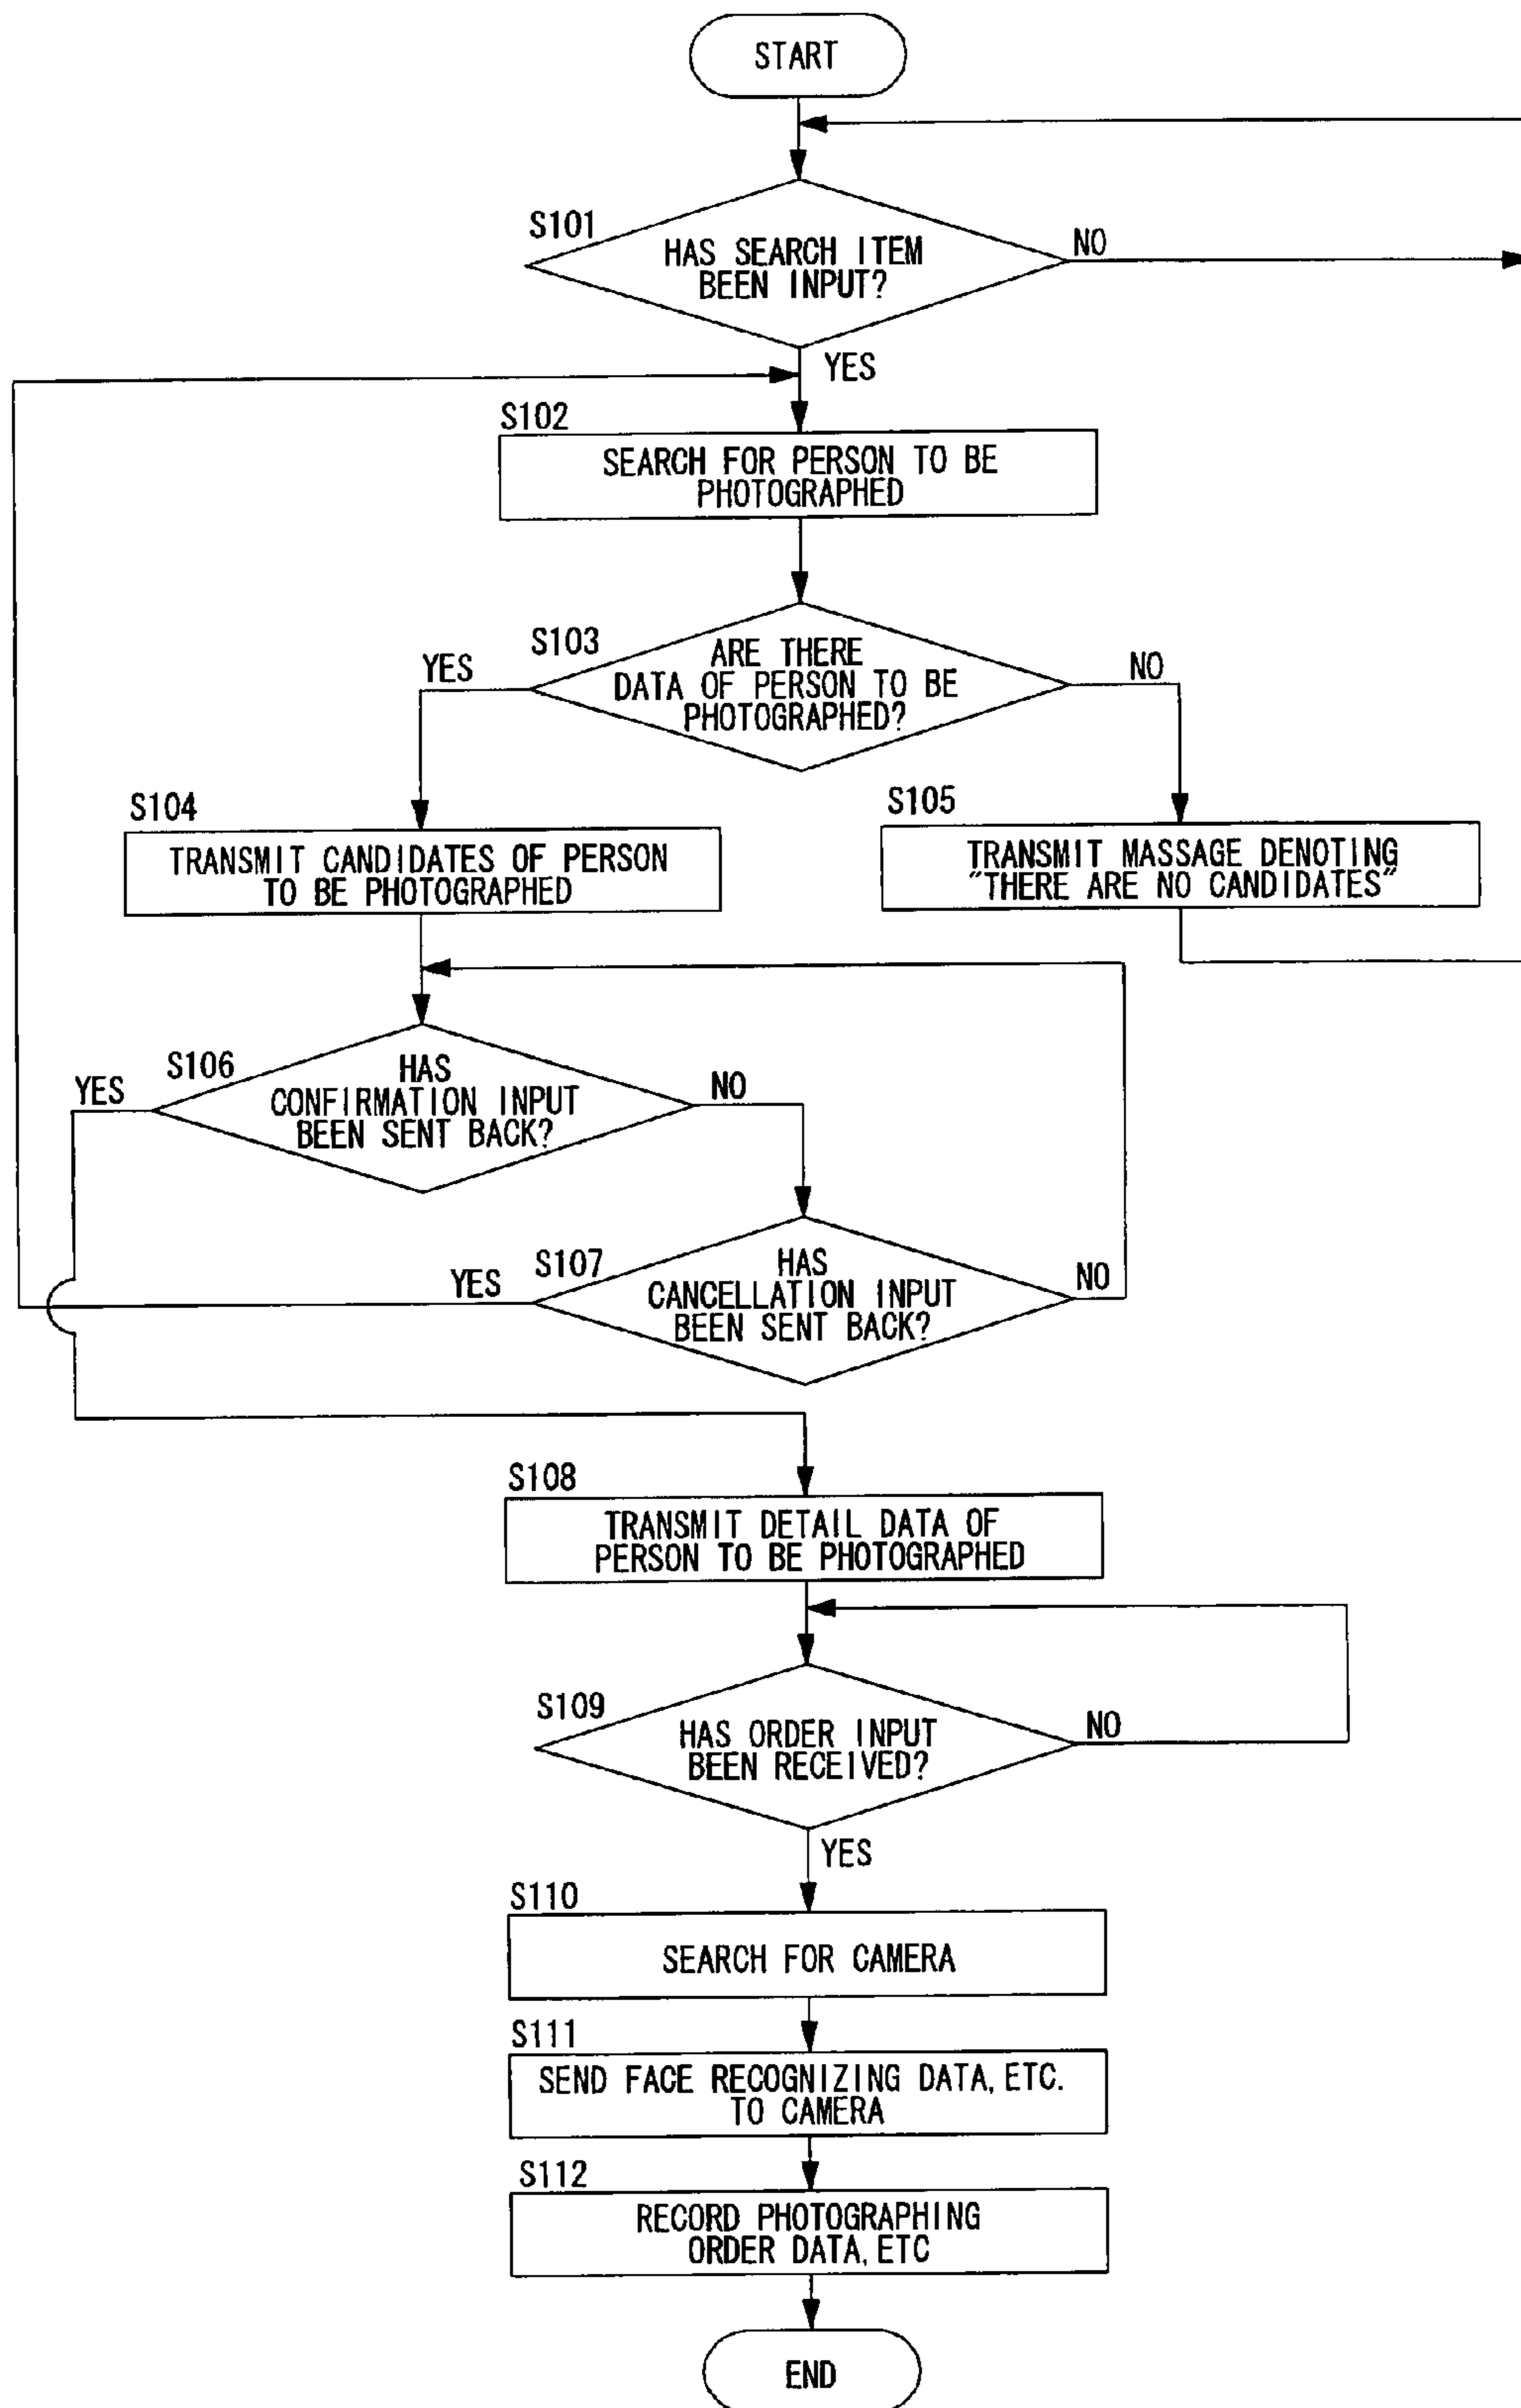 START
S101
HAS SEARCH ITEM
BEEN INPUT?
NO
YES
S102
SEARCH FOR PERSON TO BE
PHOTOGRAPHED
S103
ARE THERE
DATA OF PERSON TO BE
PHOTOGRAPHED?
YES
NO
S104
TRANSMIT CANDIDATES OF PERSON
TO BE PHOTOGRAPHED
S105
TRANSMIT MASSAGE DENOTING
"THERE ARE NO CANDIDATES"
S106
HAS
CONFIRMATION INPUT
BEEN SENT BACK?
YES
NO
S107
HAS
CANCELLATION INPUT
BEEN SENT BACK?
YES
NO
S108
TRANSMIT DETAIL DATA OF
PERSON TO BE PHOTOGRAPHED
S109
HAS ORDER INPUT
BEEN RECEIVED?
NO
YES
S110
SEARCH FOR CAMERA
S111
SEND FACE RECOGNIZING DATA, ETC.
TO CAMERA
S112
RECORD PHOTOGRAPHING
ORDER DATA, ETC
END